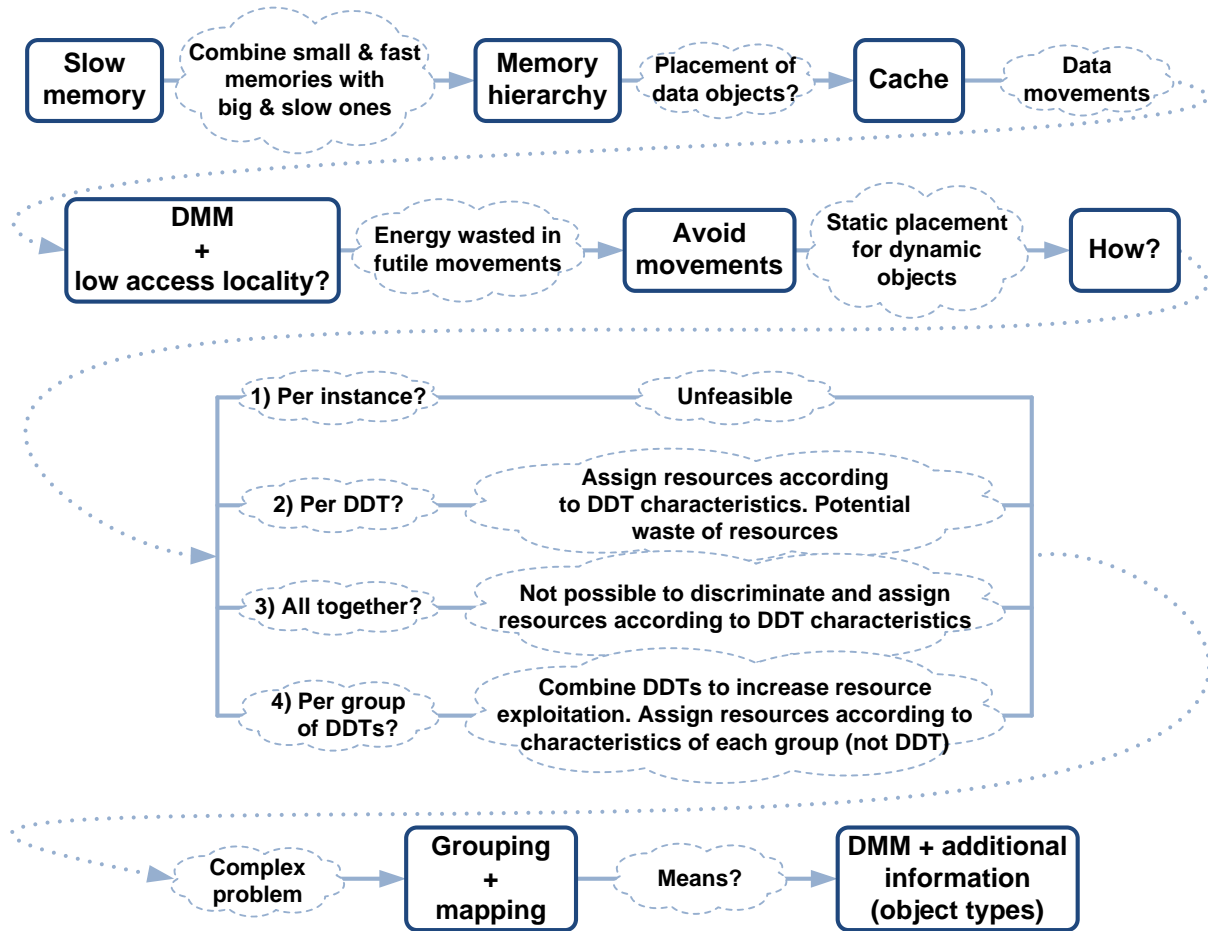 Slow
memory
Combine small & fast
memories with
big & slow ones
Memory
hierarchy
Placement of
data objects?
Cache
Data
movements
DMM
+
low access locality?
Energy wasted in
futile movements
Avoid
movements
Static placement
for dynamic
objects
How?
1) Per instance?
Unfeasible
2) Per DDT?
Assign resources according
to DDT characteristics. Potential
waste of resources
3) All together?
Not possible to discriminate and assign
resources according to DDT characteristics
4) Per group
of DDTs?
Combine DDTs to increase resource
exploitation. Assign resources according to
characteristics of each group (not DDT)
Complex
problem
Grouping
+
mapping
Means?
DMM + additional
information
(object types)